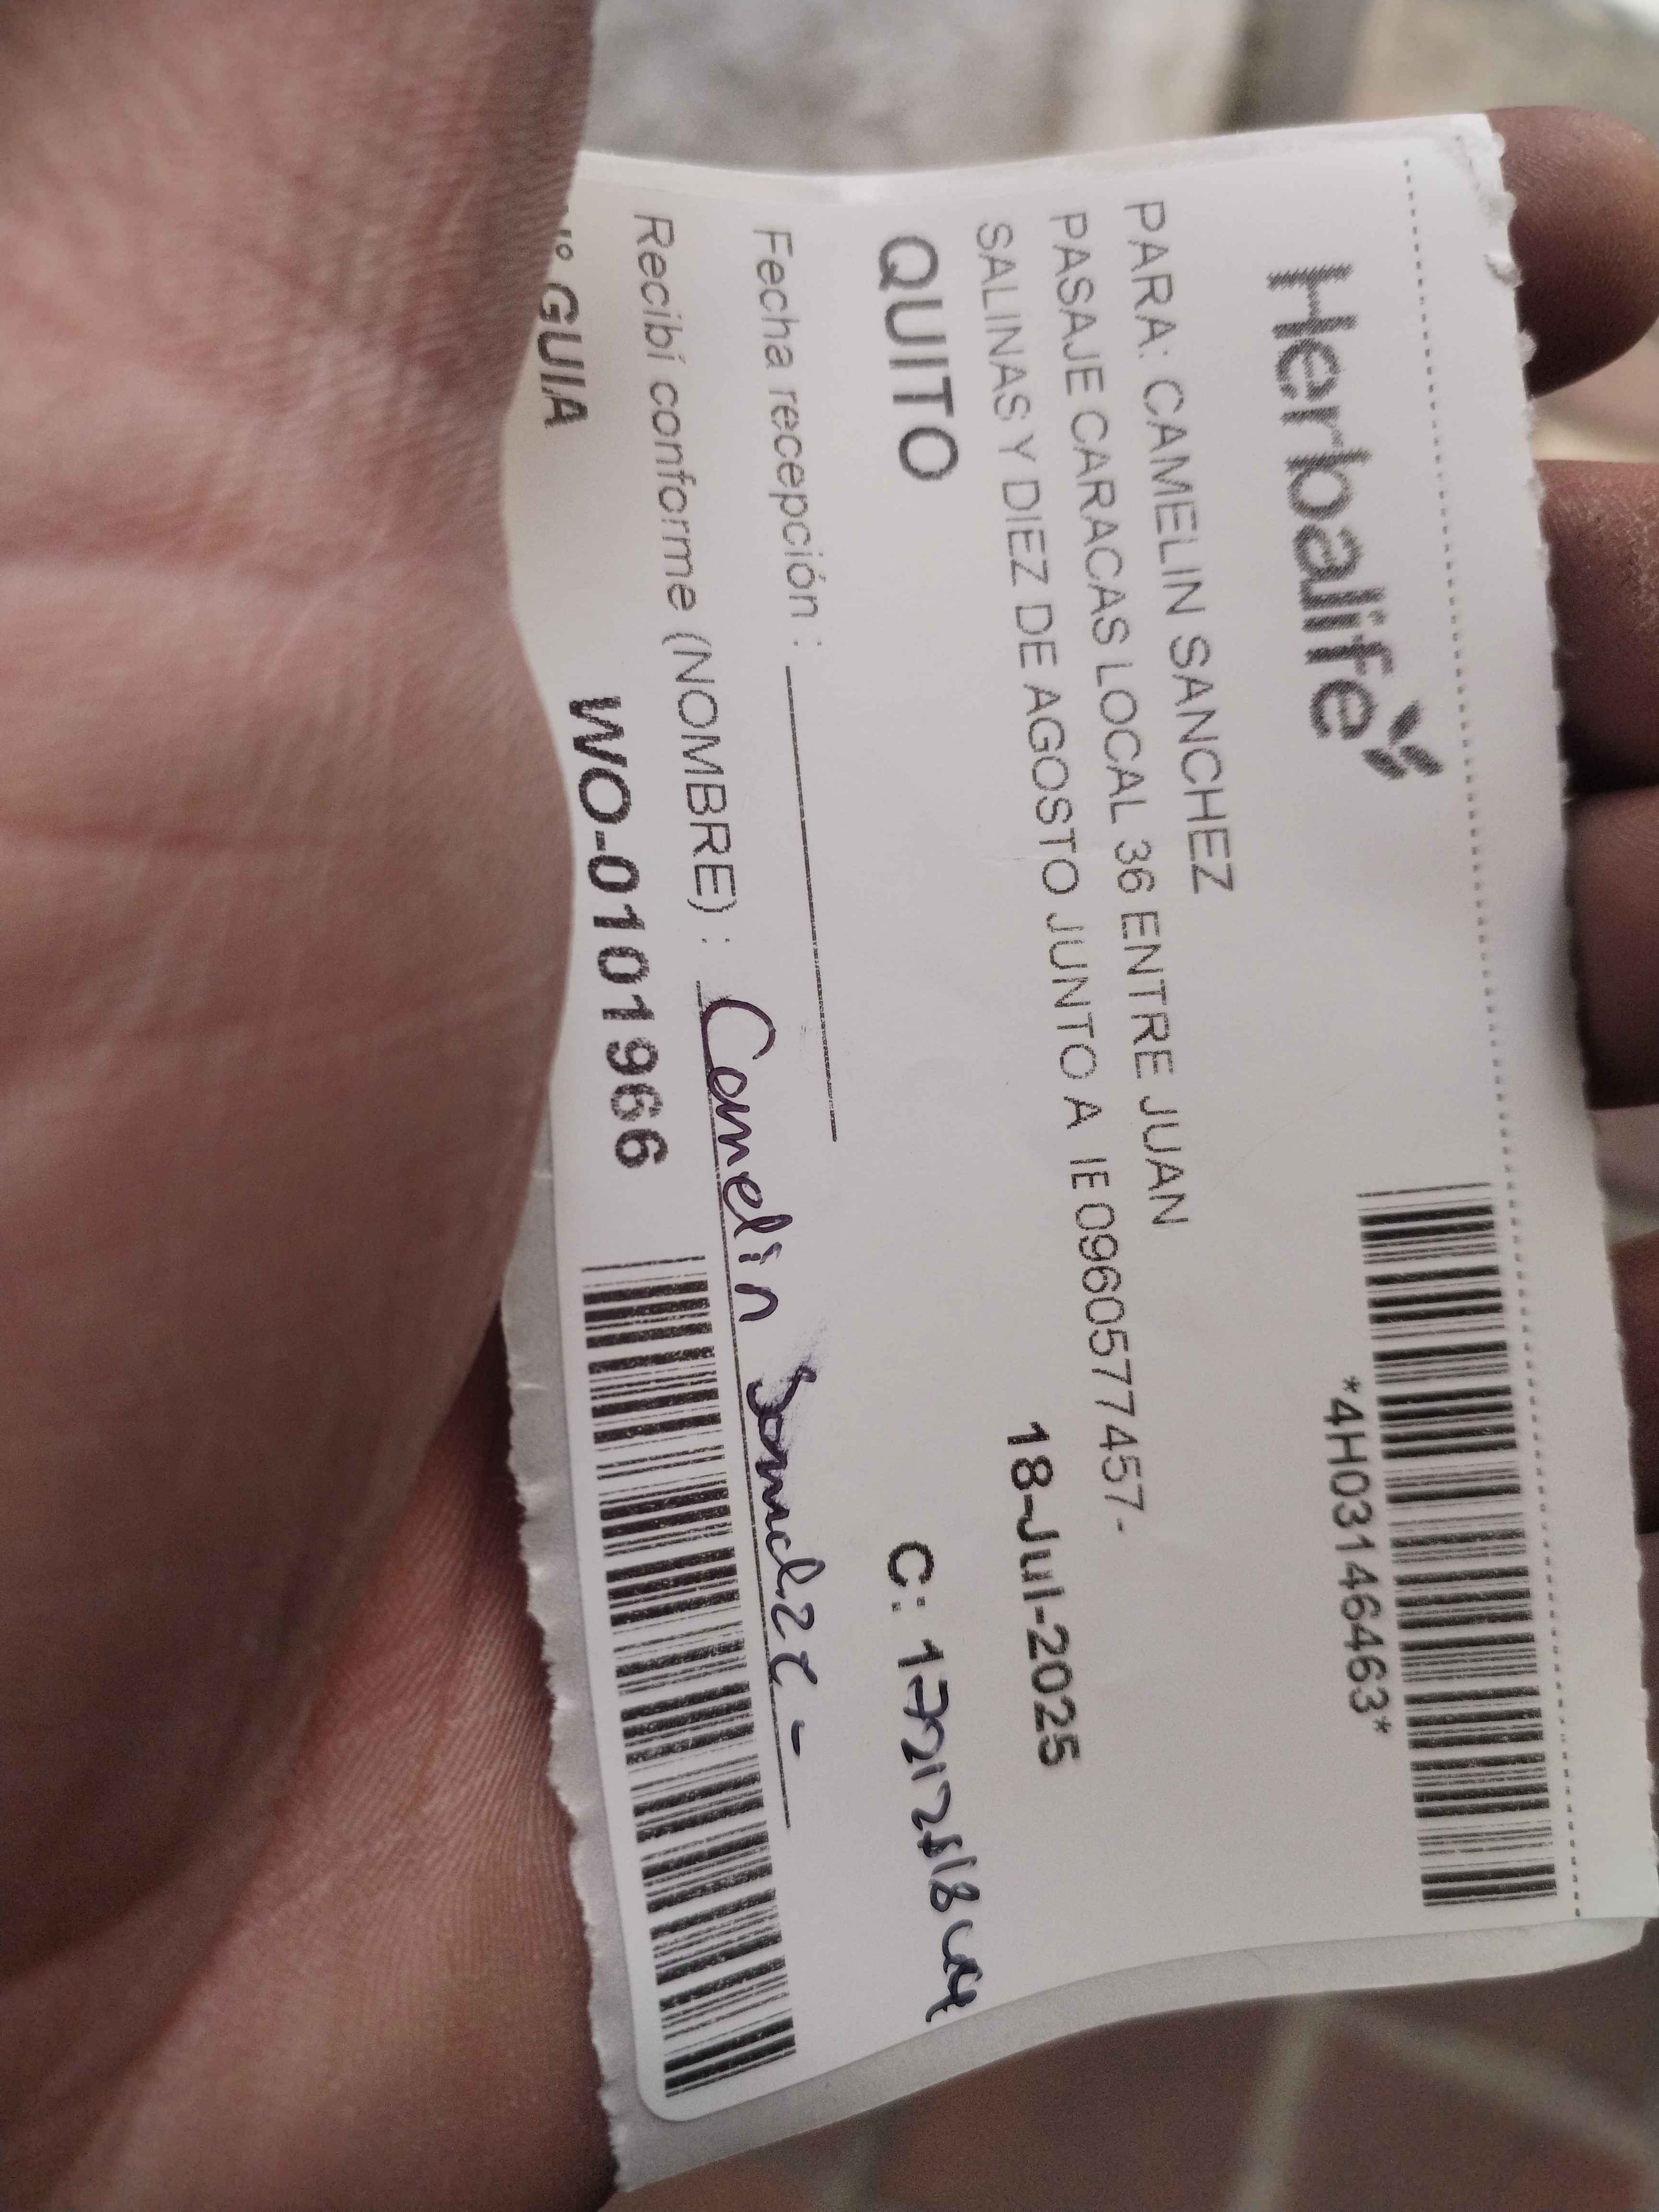 Herbalife
*4H03146463*
PARA: CAMELIN SANCHEZ
PASAJE CARACAS LOCAL 36 ENTRE JUAN
SALINAS Y DIEZ DE AGOSTO JUNTO A IE 0960577457-
18-Jul-2025
QUITO
C: 1
Fecha recepción :
Recibí conforme (NOMBRE) : Camelin
N° GUIA WO-0101966